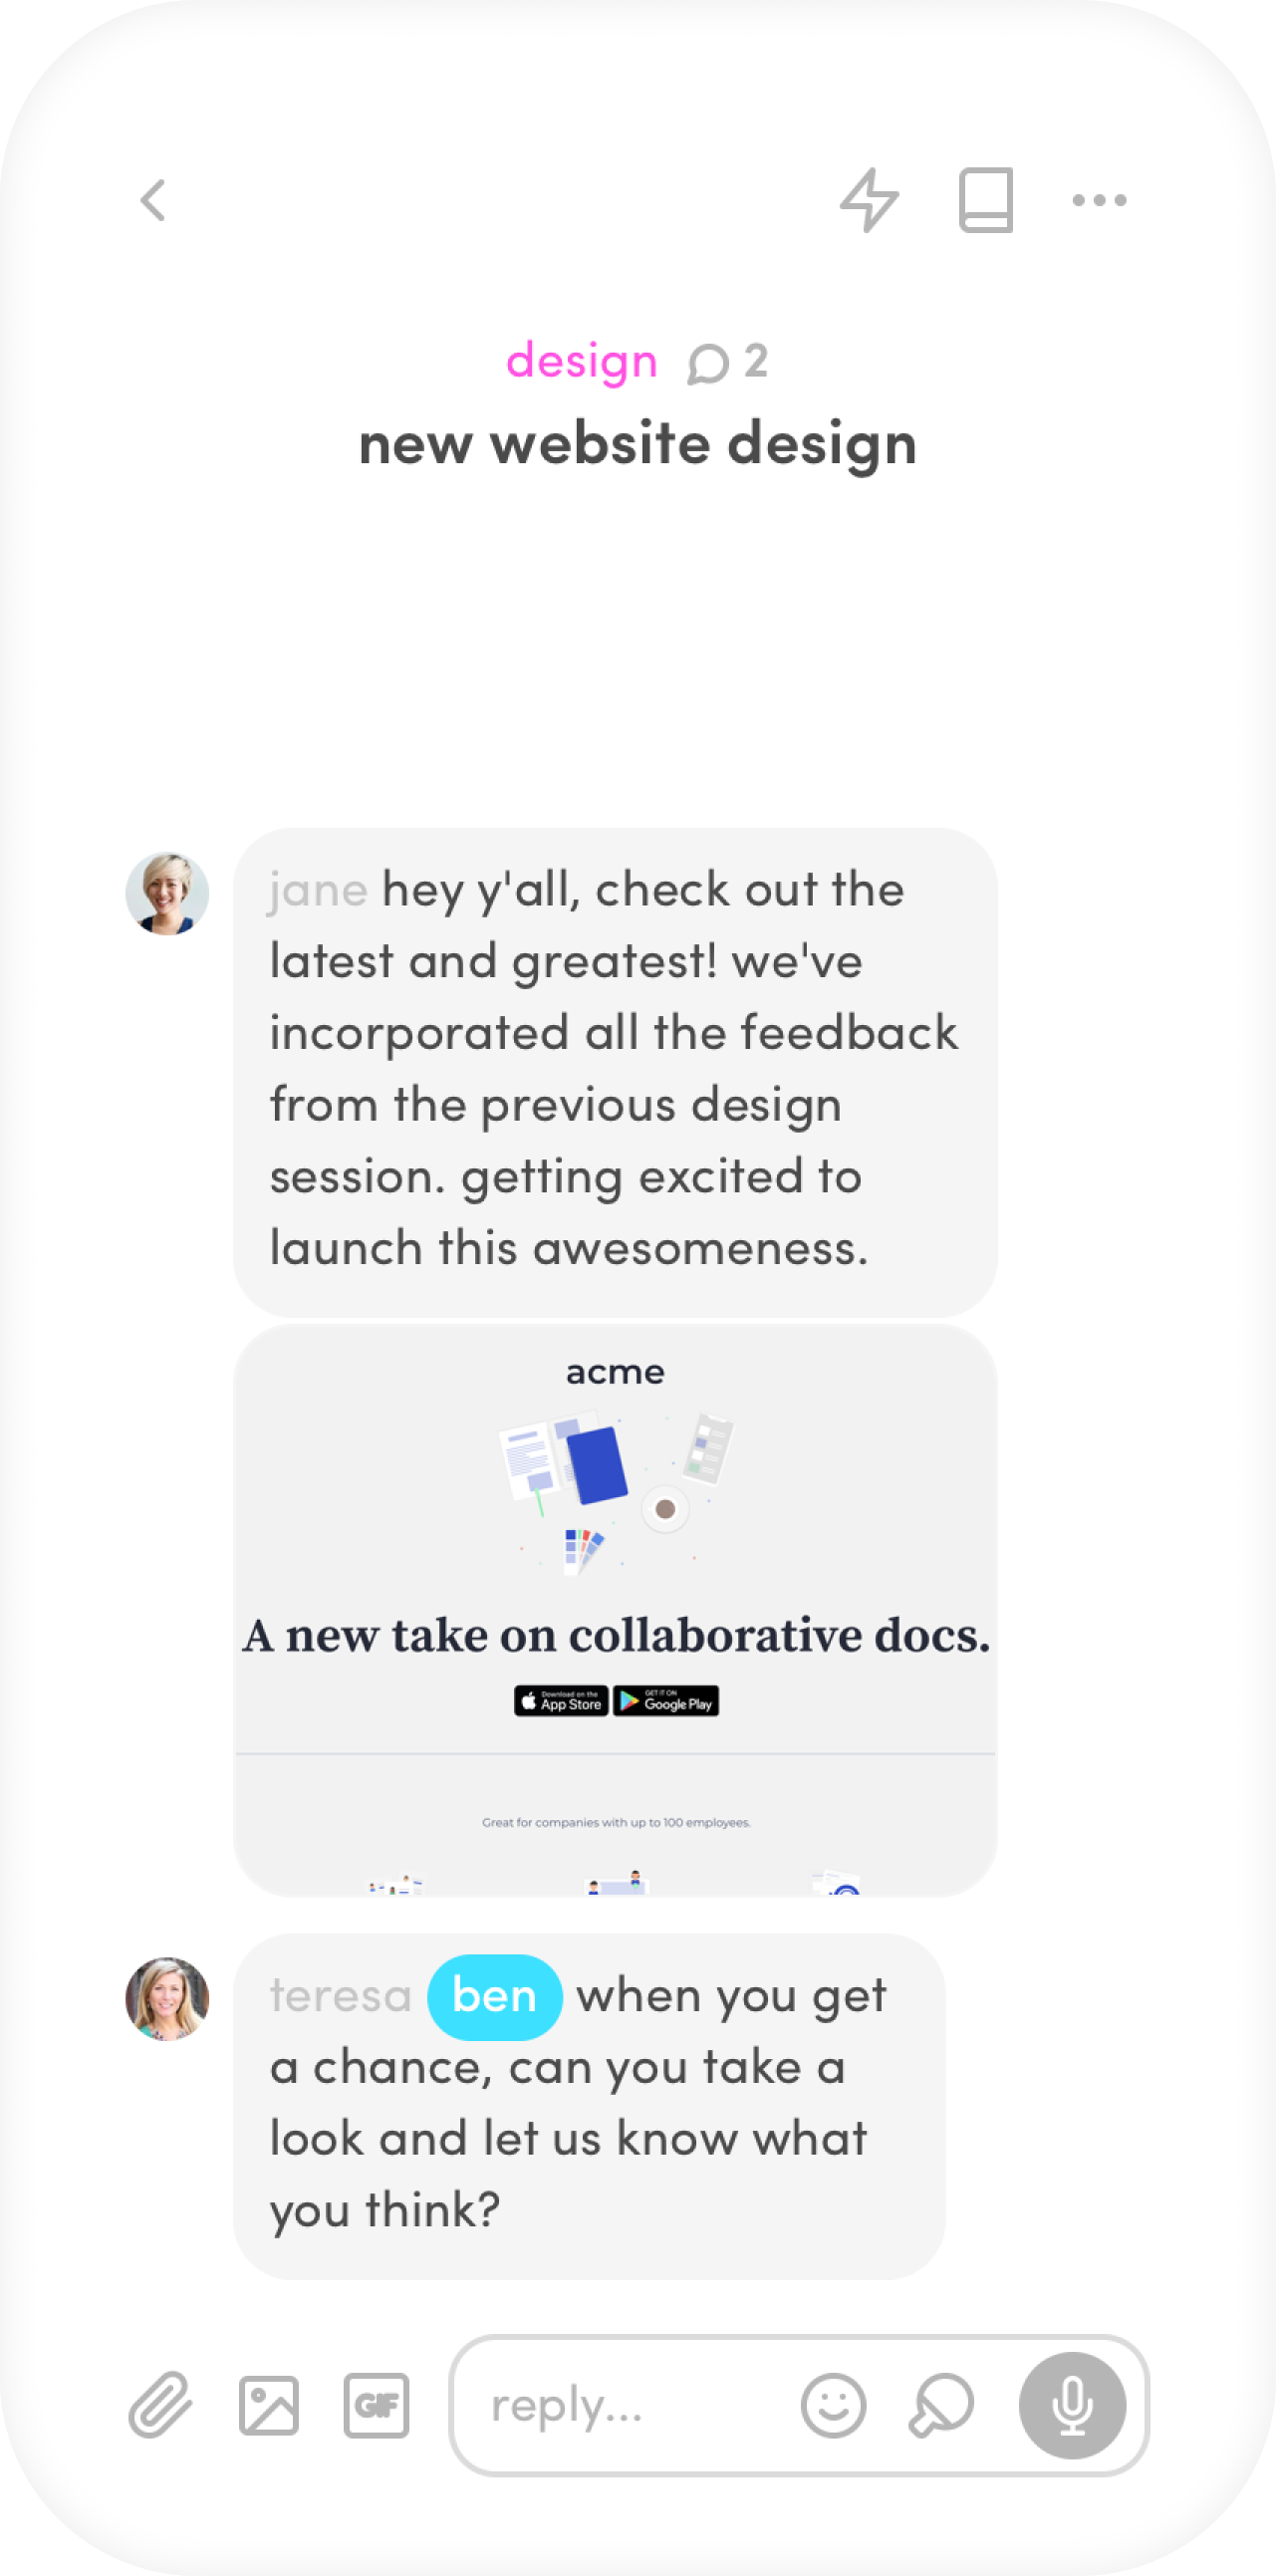 design 2
new website design
jane hey y'all, check out the
latest and greatest! we've
incorporated all the feedback
from the previous design
session. getting excited to
launch this awesomeness.
acme
A new take on collaborative docs.
Download on the
App Store
GET IT ON
Google Play
Great for companies with up to 100 employees.
teresa ben when you get
a chance, can you take a
look and let us know what
you think?
GIF reply...